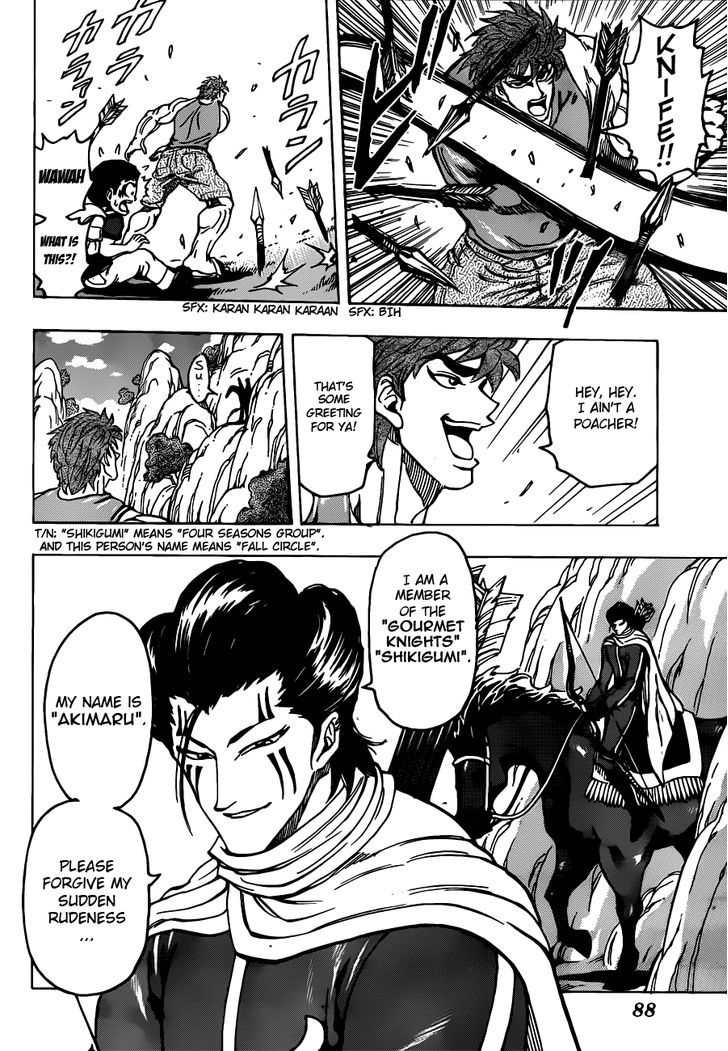 KNIFE!!
カラン
カラン
カラァン
WAWAH
WHAT IS
THIS?!
SFX: KARAN KARAN KARAAN
SFX: BIH
HEY, HEY.
I AIN'T A
POACHER!
THAT'S
SOME
GREETING
FOR YA!
Su..
T/N: "SHIKIGUMI" MEANS "FOUR SEASONS GROUP".
AND THIS PERSON'S NAME MEANS "FALL CIRCLE".
I AM A
MEMBER
OF THE
"GOURMET
KNIGHTS"
"SHIKIGUMI".
MY NAME IS
"AKIMARU".
PLEASE
FORGIVE MY
SUDDEN
RUDENESS
...
88